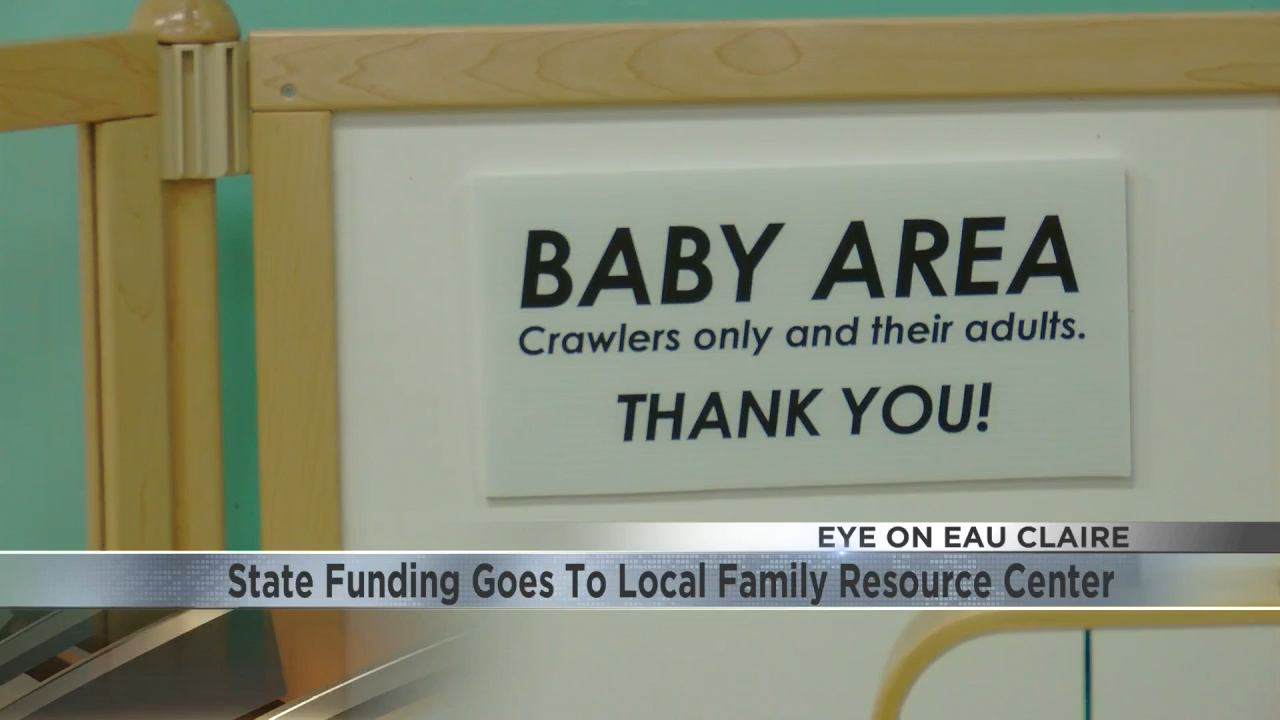 BABY AREA
Crawlers only and their adults.
THANK YOU!
EYE ON EAU CLAIRE
State Funding Goes To Local Family Resource Center